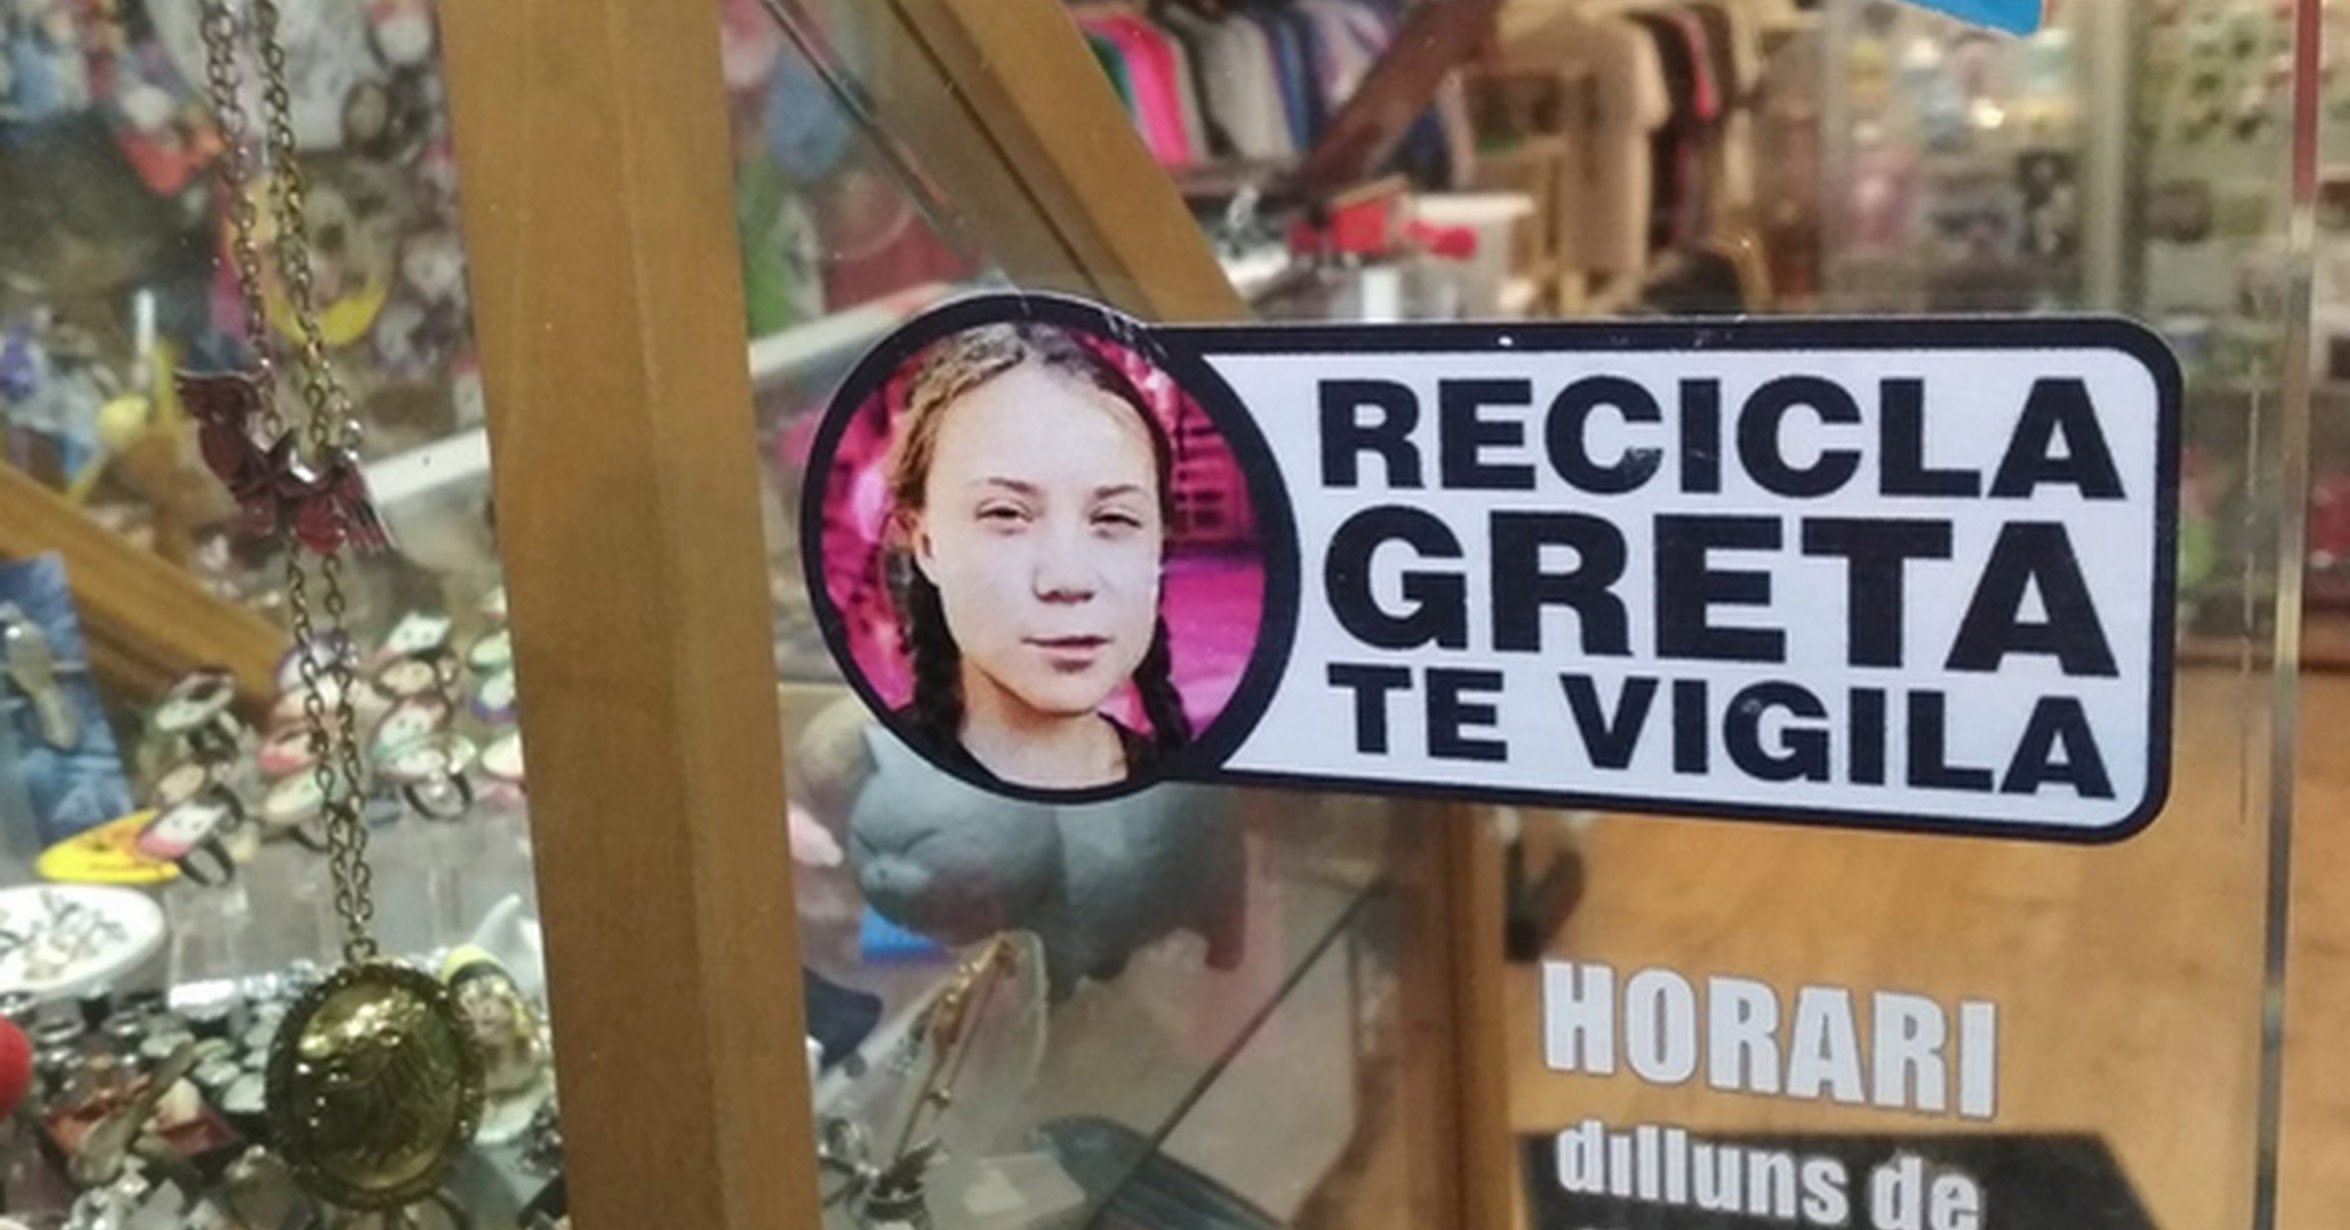 RECICLA
GRETA
TE VIGILA
HORARI
dilluns de